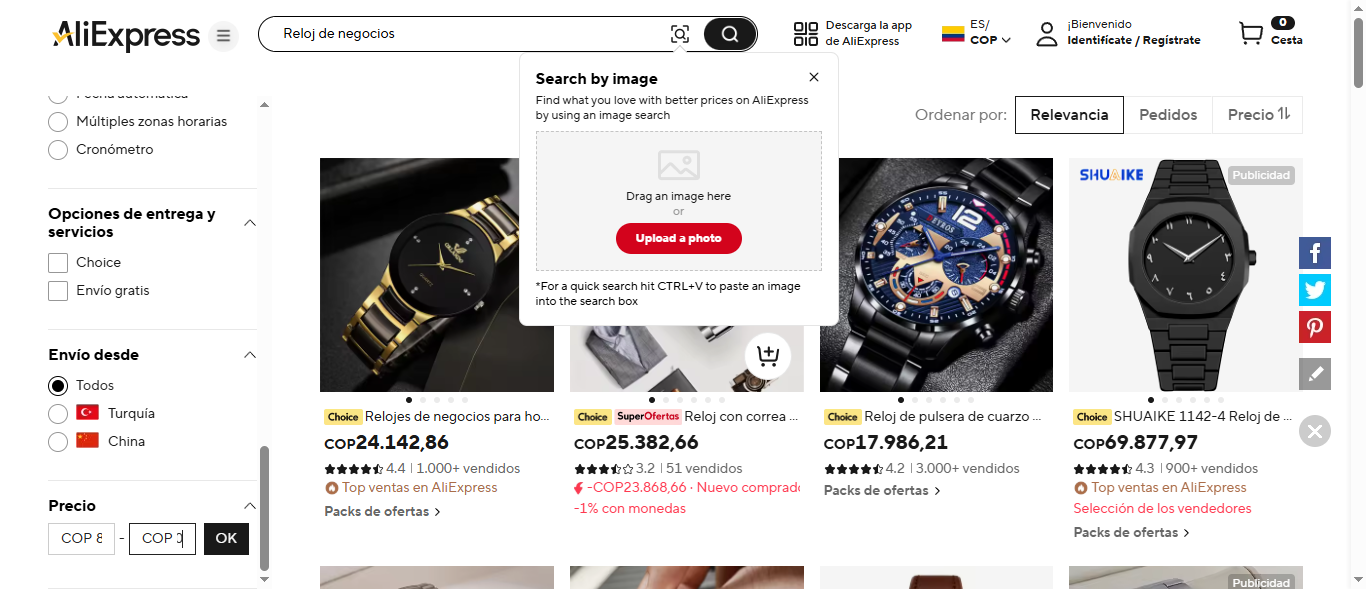 AliExpress
Reloj de negocios
Descarga la app
de AliExpress
ES/
COP
¡Bienvenido
Identifícate / Regístrate
0
Cesta
Search by image
Find what you love with better prices on AliExpress
by using an image search
Drag an image here
or
Upload a photo
*For a quick search hit CTRL+V to paste an image
into the search box
Fecha automática
Múltiples zonas horarias
Cronómetro
Opciones de entrega y
servicios
Choice
Envío gratis
Envío desde
Todos
Turquía
China
Precio
COP 8 - COP 0 OK
Ordenar por: Relevancia Pedidos Precio
SHUAIKE
Publicidad
Choice Relojes de negocios para ho...
COP24.142,86
4.4 | 1.000+ vendidos
Top ventas en AliExpress
Packs de ofertas >
Choice SuperOfertas Reloj con correa ...
COP25.382,66
3.2 | 51 vendidos
-COP23.868,66 · Nuevo comprado
-1% con monedas
Choice Reloj de pulsera de cuarzo ...
COP17.986,21
4.2 | 3.000+ vendidos
Packs de ofertas >
Choice SHUAIKE 1142-4 Reloj de ...
COP69.877,97
4.3 | 900+ vendidos
Top ventas en AliExpress
Selección de los vendedores
Packs de ofertas >
Publicidad